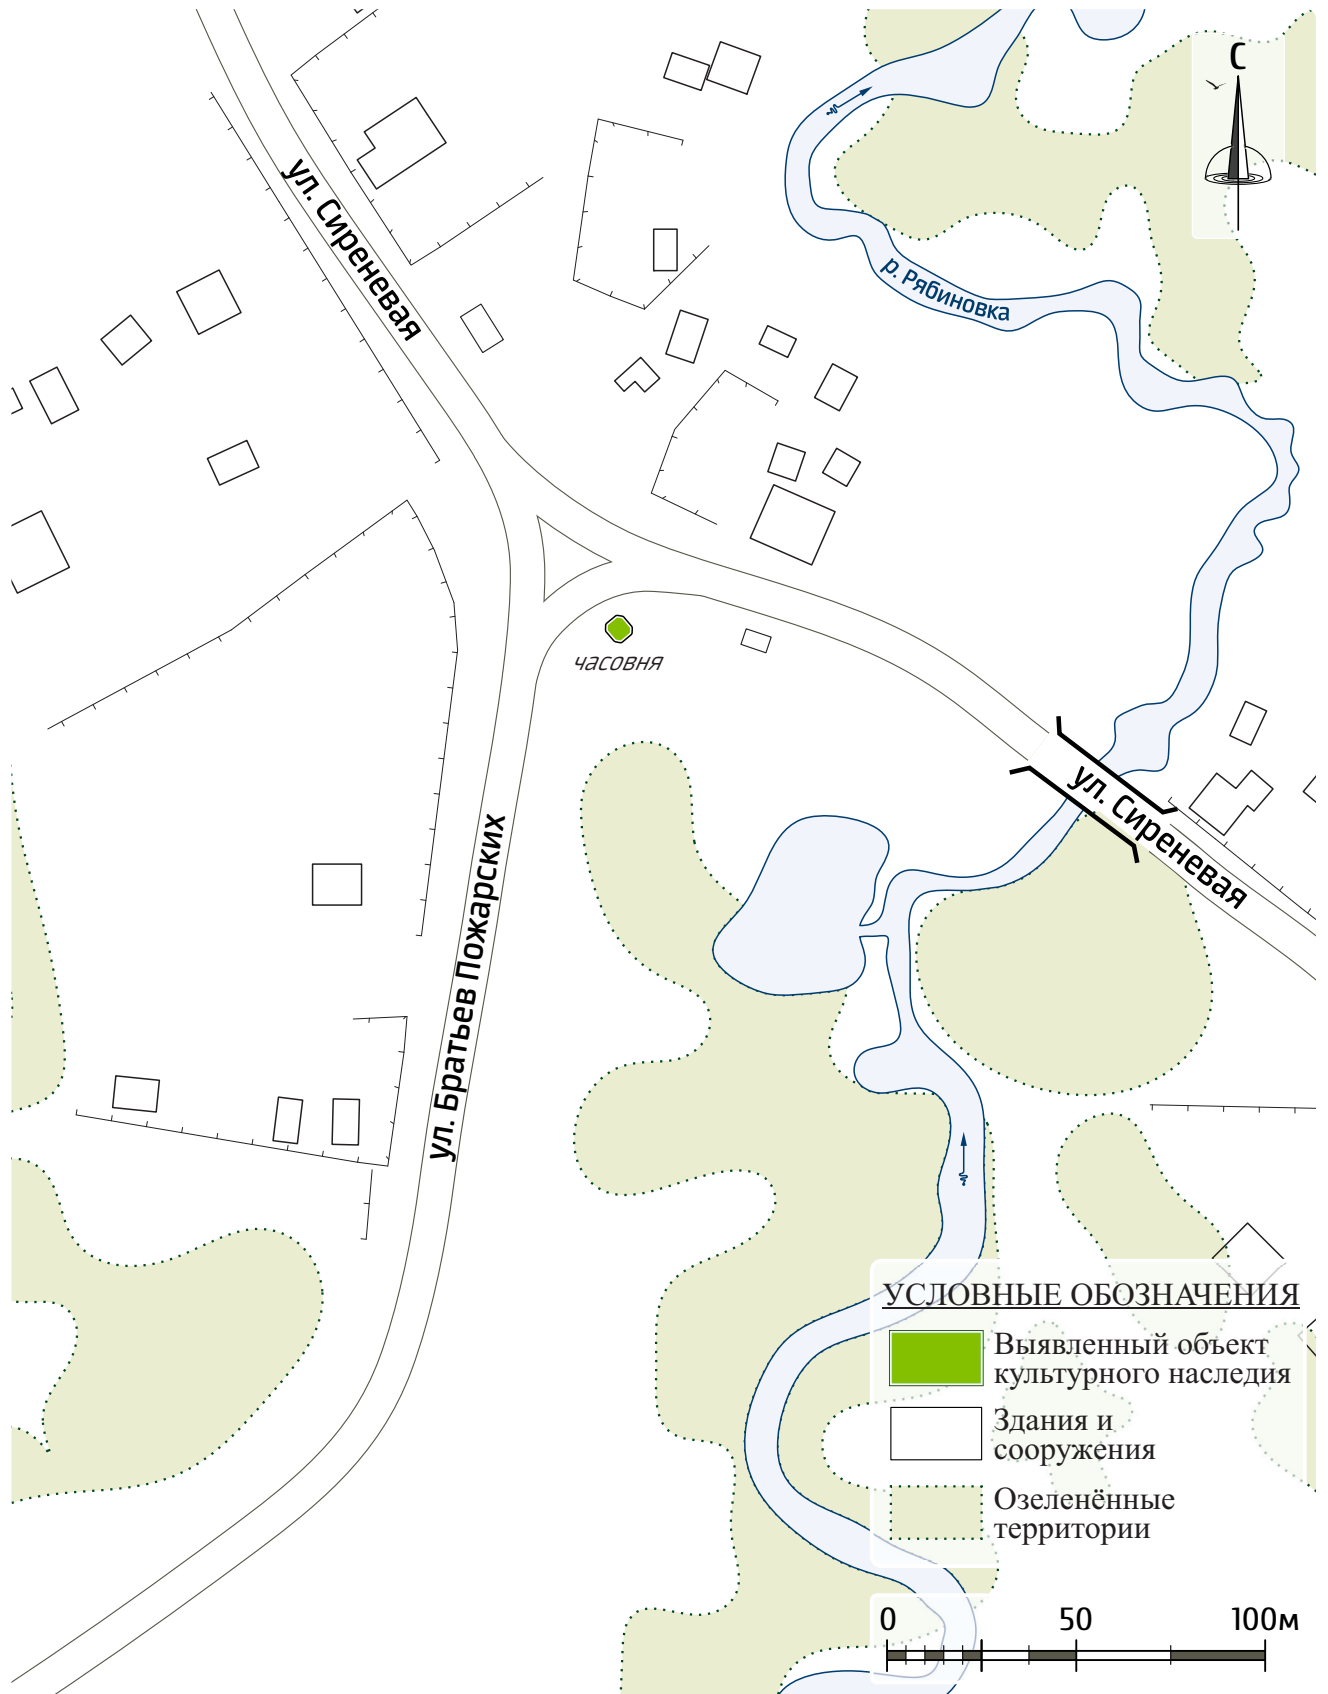 С
ул. Сиреневая
р. Рябиновка
часовня
ул. Сиреневая
ул. Братьев Пожарских
УСЛОВНЫЕ ОБОЗНАЧЕНИЯ
Выявленный объект
культурного наследия
Здания и
сооружения
Озеленённые
территории
0 50 100м